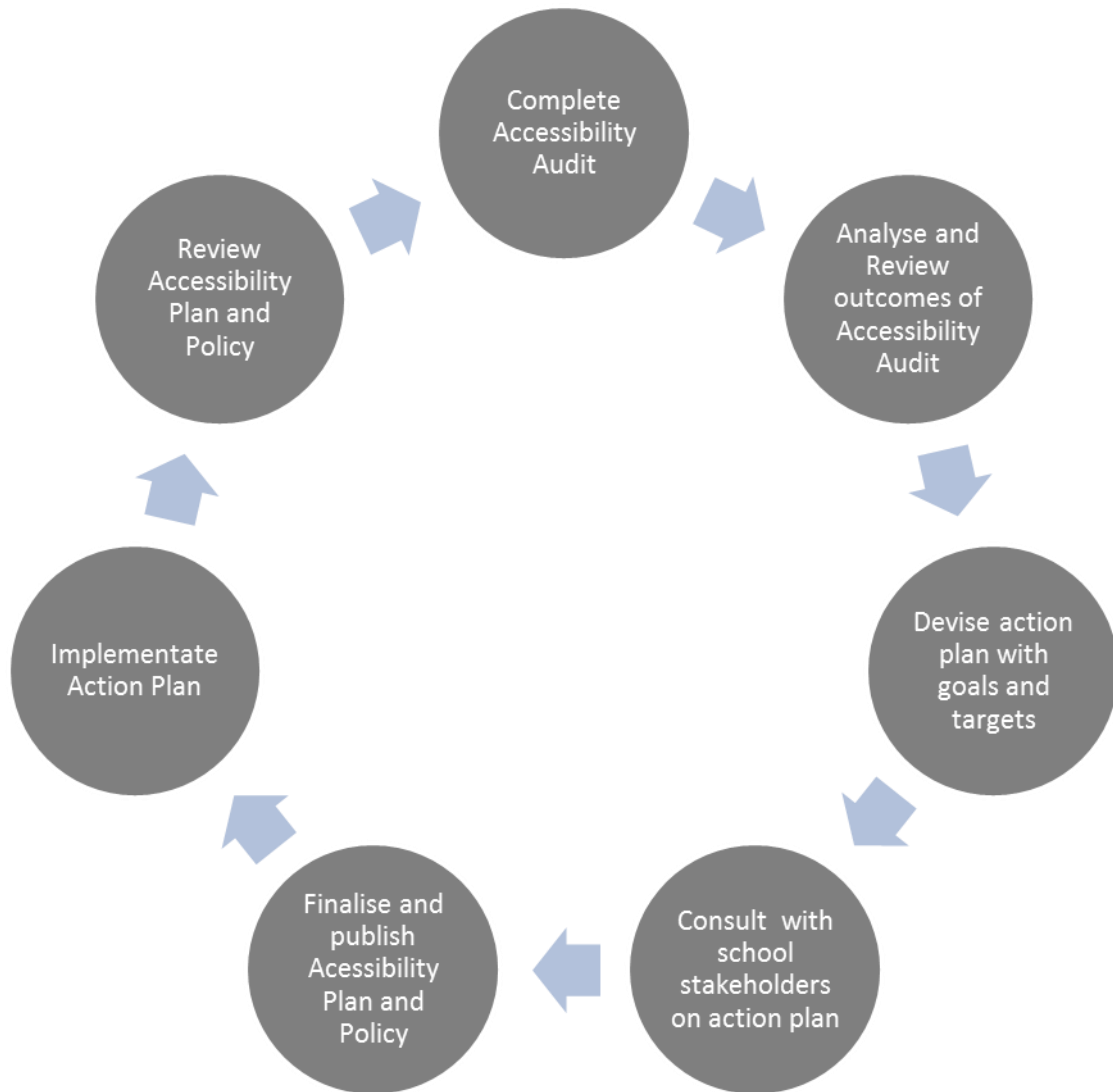 Complete
Accessibility
Audit
Analyse and
Review
outcomes of
Accessibility
Audit
Devise action
plan with
goals and
targets
Consult with
school
stakeholders
on action plan
Finalise and
publish
Acessibility
Plan and
Policy
Implementate
Action Plan
Review
Accessibility
Plan and
Policy